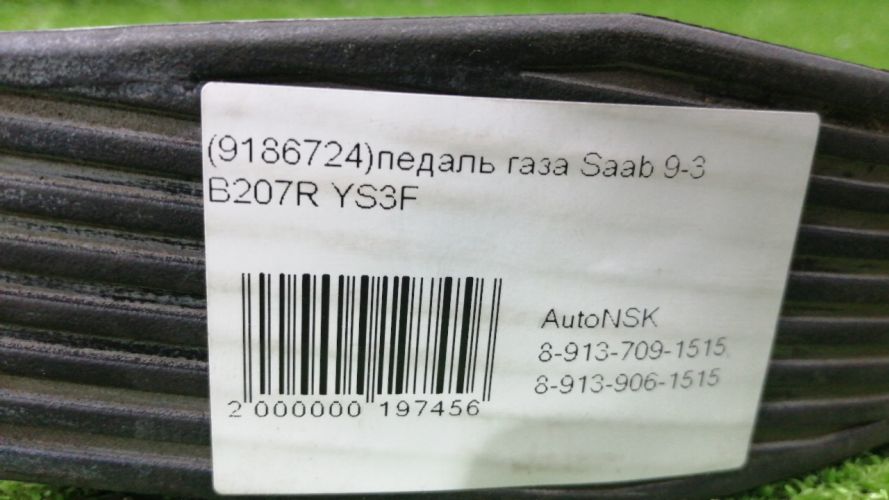 (9186724)педаль газа Saab 9-3
B207R YS3F
AutoNSK
8-913-709-1515,
8-913-906-1515
2 000000 197456